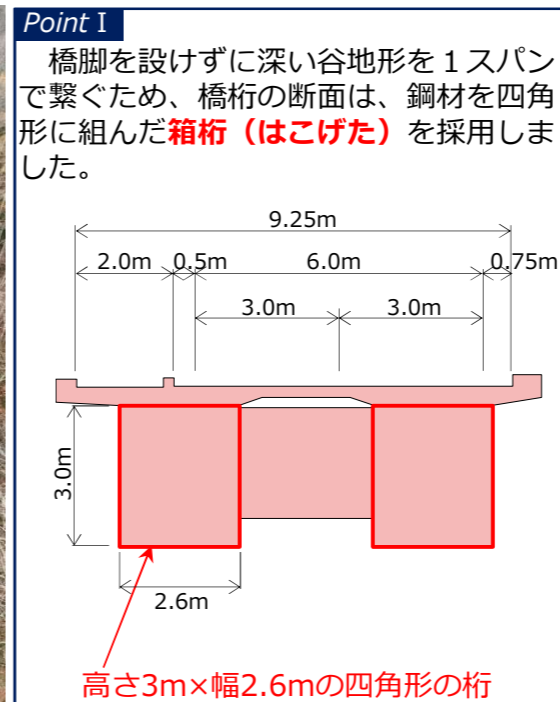 Point I
橋脚を設けずに深い谷地形を１スパン
で繋ぐため、橋桁の断面は、鋼材を四角
形に組んだ箱桁（はこげた）を採用しま
した。
9.25m
2.0m 0.5m 6.0m 0.75m
3.0m 3.0m
3.0m
2.6m
高さ3m×幅2.6mの四角形の桁